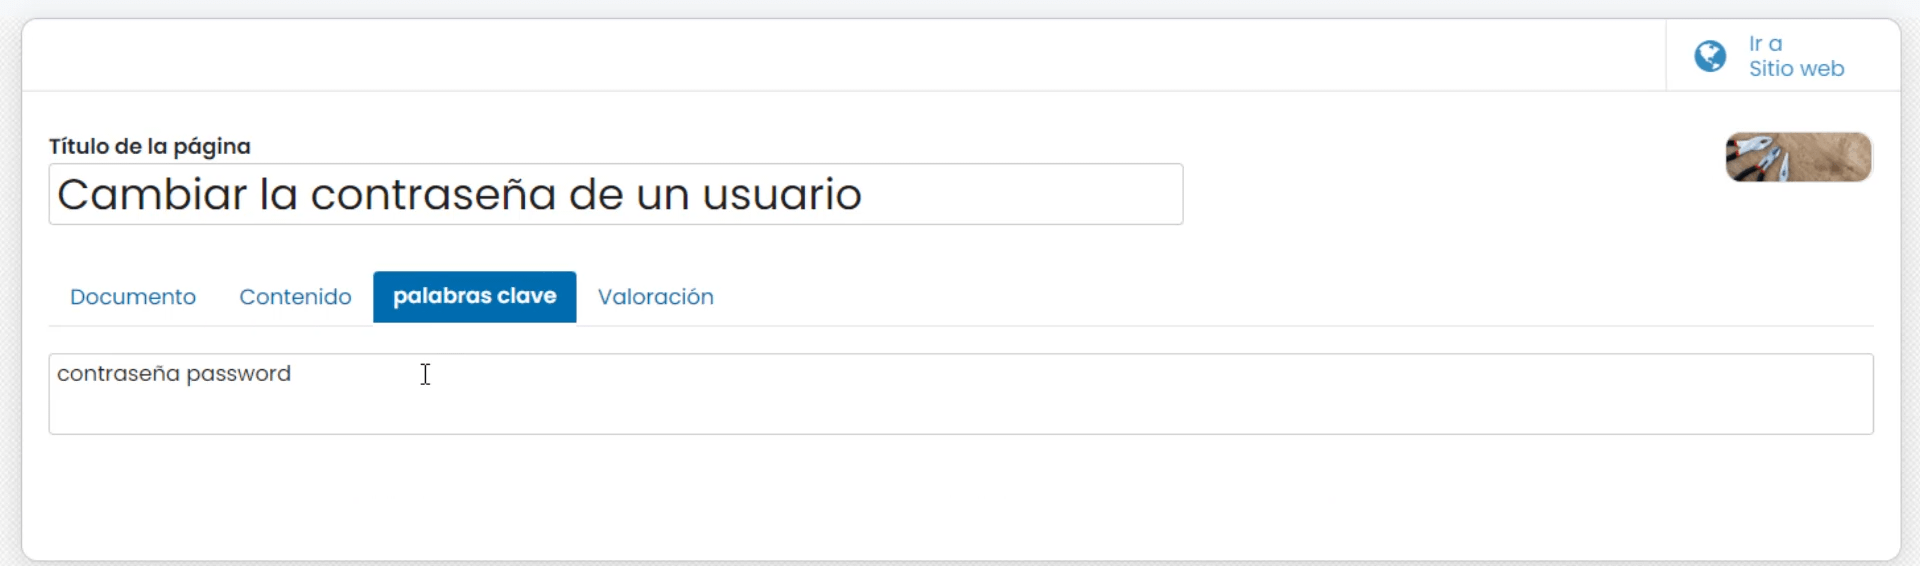 Ir a
Sitio web
Título de la página
Cambiar la contraseña de un usuario
Documento Contenido palabras clave Valoración
contraseña password